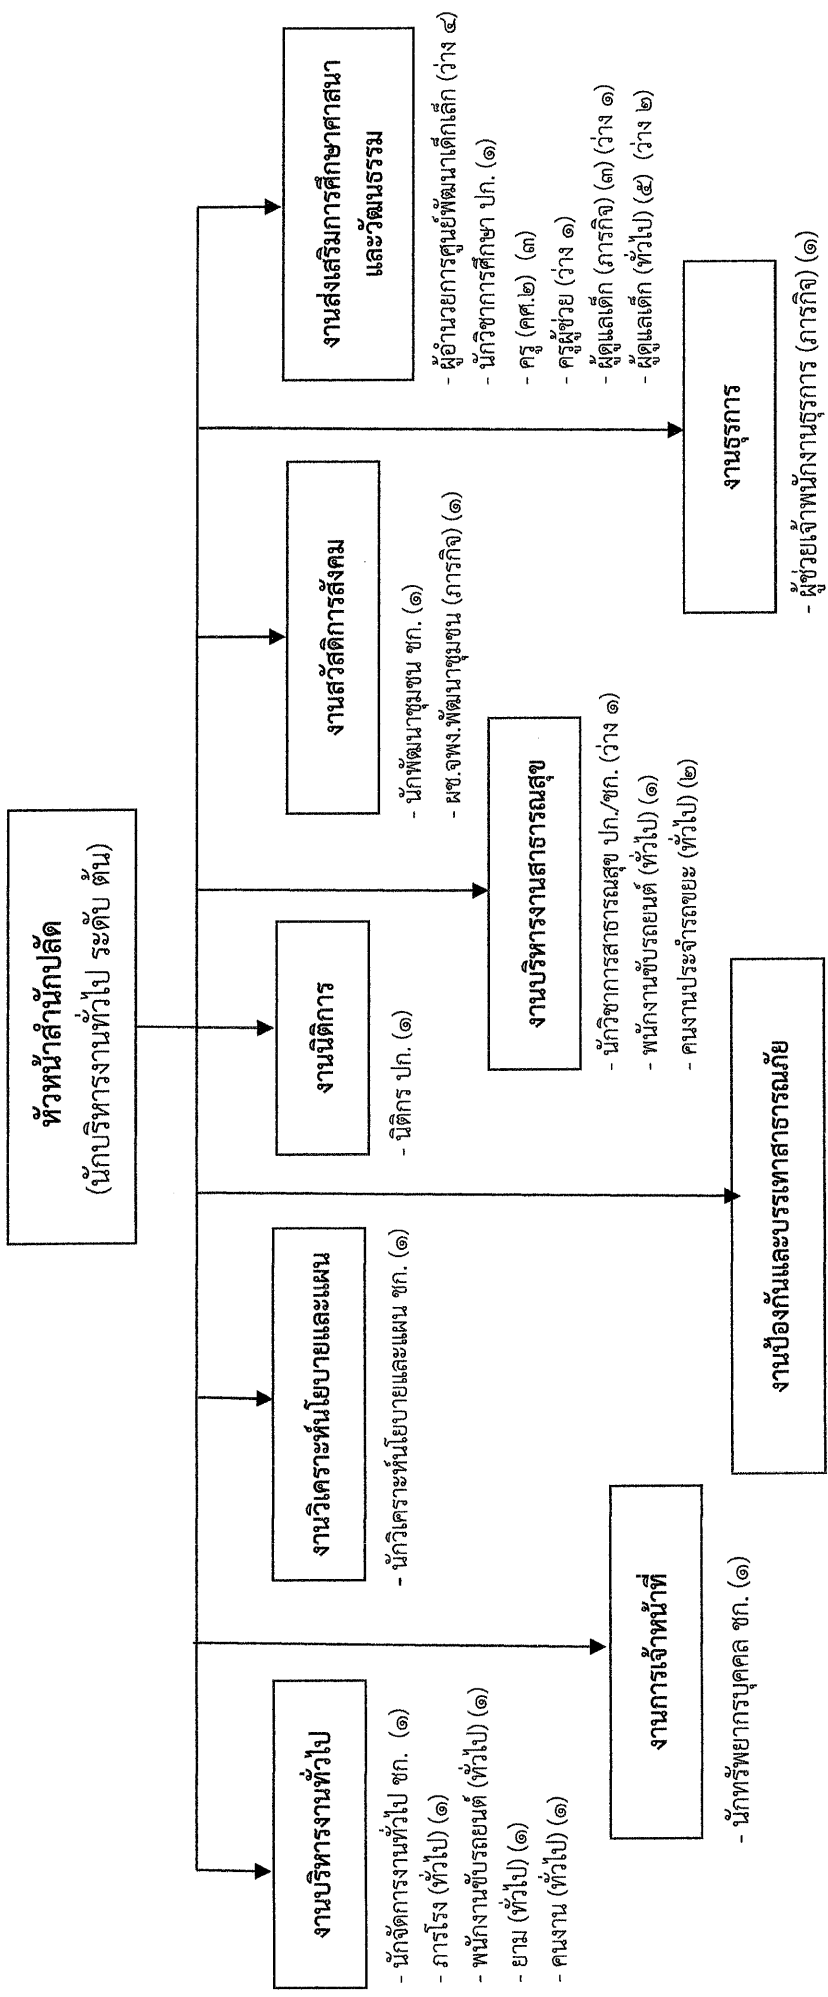 หัวหน้าสำนักปลัด
(นักบริหารงานทั่วไป ระดับ ต้น)
งานบริหารงานทั่วไป
- นักจัดการงานทั่วไป ชก. (๑)
- ภารโรง (ทั่วไป) (๑)
- พนักงานขับรถยนต์ (ทั่วไป) (๑)
- ยาม (ทั่วไป) (๑)
- คนงาน (ทั่วไป) (๑)
งานการเจ้าหน้าที่
- นักทรัพยากรบุคคล ชก. (๑)
งานวิเคราะห์นโยบายและแผน
- นักวิเคราะห์นโยบายและแผน ชก. (๑)
งานป้องกันและบรรเทาสาธารณภัย
งานนิติการ
- นิติกร ปก. (๑)
งานบริหารงานสาธารณสุข
- นักวิชาการสาธารณสุข ปก./ชก. (ว่าง ๑)
- พนักงานขับรถยนต์ (ทั่วไป) (๑)
- คนงานประจำรถขยะ (ทั่วไป) (๒)
งานสวัสดิการสังคม
- นักพัฒนาชุมชน ชก. (๑)
- ผช.จพง.พัฒนาชุมชน (ภารกิจ) (๑)
งานธุรการ
- ผู้ช่วยเจ้าพนักงานธุรการ (ภารกิจ) (๑)
งานส่งเสริมการศึกษาศาสนา
และวัฒนธรรม
- ผู้อำนวยการศูนย์พัฒนาเด็กเล็ก (ว่าง ๔)
- นักวิชาการศึกษา ปก. (๑)
- ครู (คศ.๒) (๓)
- ครูผู้ช่วย (ว่าง ๑)
- ผู้ดูแลเด็ก (ภารกิจ) (๓) (ว่าง ๑)
- ผู้ดูแลเด็ก (ทั่วไป) (๕) (ว่าง ๒)